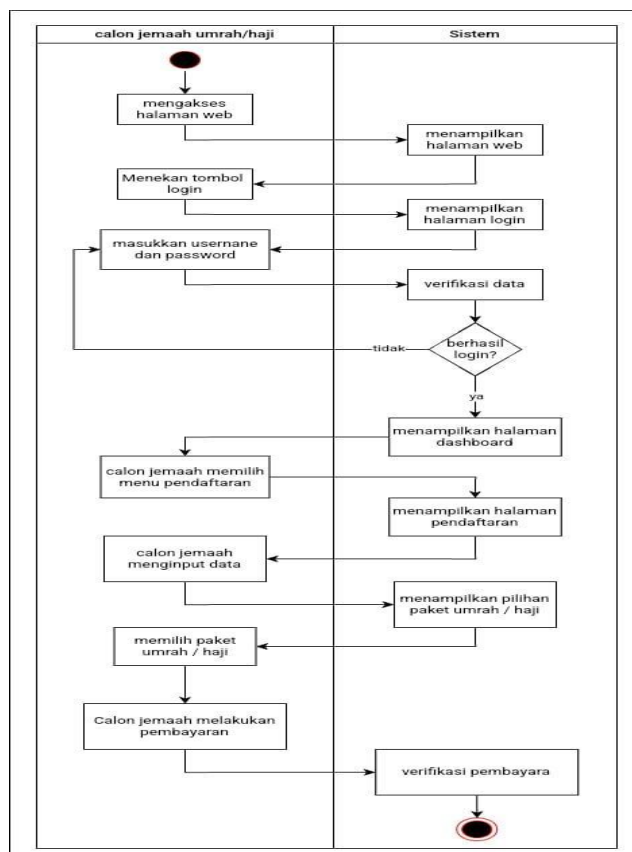 calon jemaah umrah/haji
Sistem
mengakses
halaman web
menampilkan
halaman web
Menekan tombol
login
menampilkan
halaman login
masukkan usernane
dan password
verifikasi data
berhasil
login?
tidak
ya
menampilkan halaman
dashboard
calon jemaah memilih
menu pendaftaran
menampilkan halaman
pendaftaran
calon jemaah
menginput data
menampilkan pilihan
paket umrah / haji
memilih paket
umrah / haji
Calon jemaah melakukan
pembayaran
verifikasi pembayara